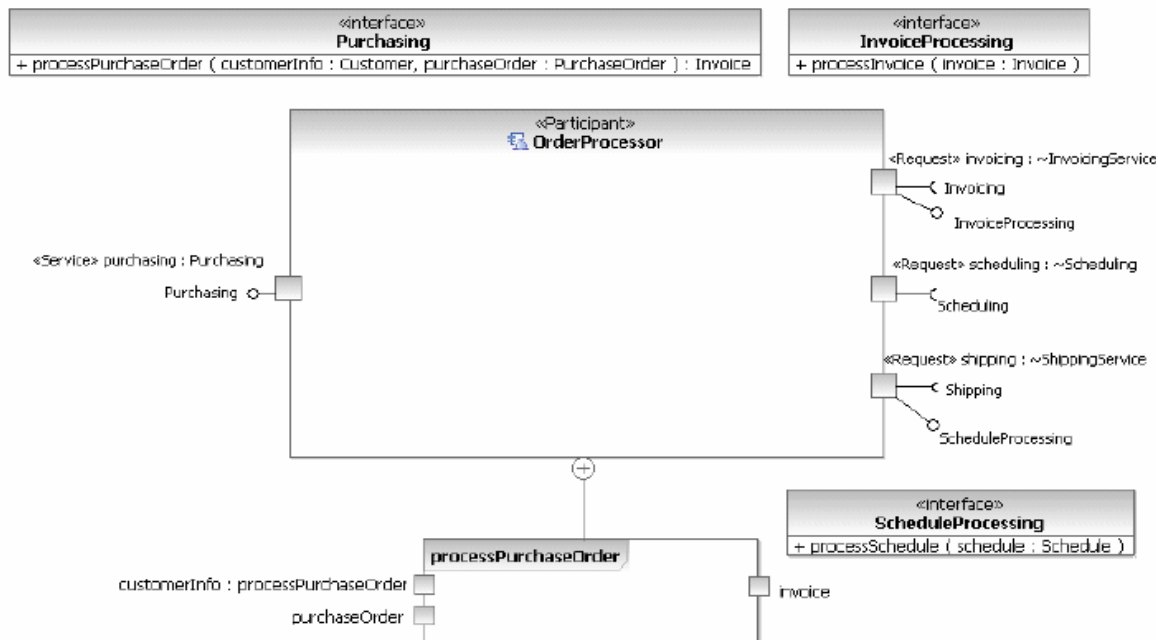 «interface»
Purchasing
+ processPurchaseOrder ( customerInfo : Customer, purchaseOrder : PurchaseOrder ) : Invoice
«interface»
InvoiceProcessing
+ processInvoice ( invoice : Invoice )
«Participant»
OrderProcessor
«Request» invoicing : ~InvoicingService
Invoicing
InvoiceProcessing
«Service» purchasing : Purchasing
Purchasing
«Request» scheduling : ~Scheduling
Scheduling
«Request» shipping : ~ShippingService
Shipping
ScheduleProcessing
«interface»
ScheduleProcessing
+ processSchedule ( schedule : Schedule )
processPurchaseOrder
customerInfo : processPurchaseOrder
purchaseOrder
invoice